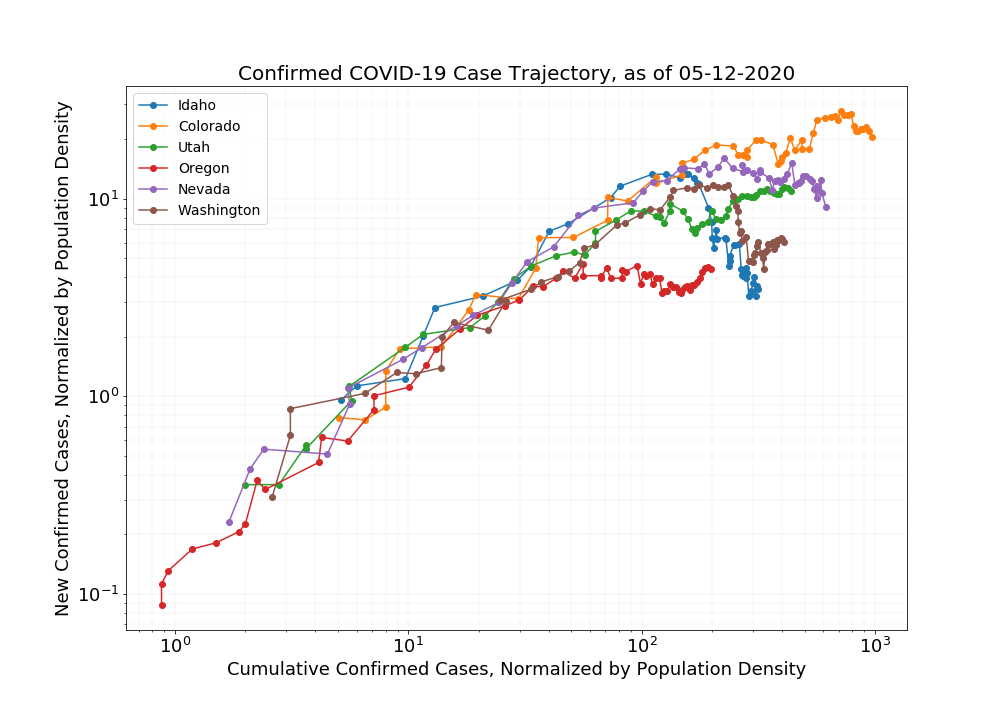 Confirmed COVID-19 Case Trajectory, as of 05-12-2020
New Confirmed Cases, Normalized by Population Density
10¹
10⁰
10⁻¹
Idaho
Colorado
Utah
Oregon
Nevada
Washington
10⁰ 10¹ 10² 10³
Cumulative Confirmed Cases, Normalized by Population Density